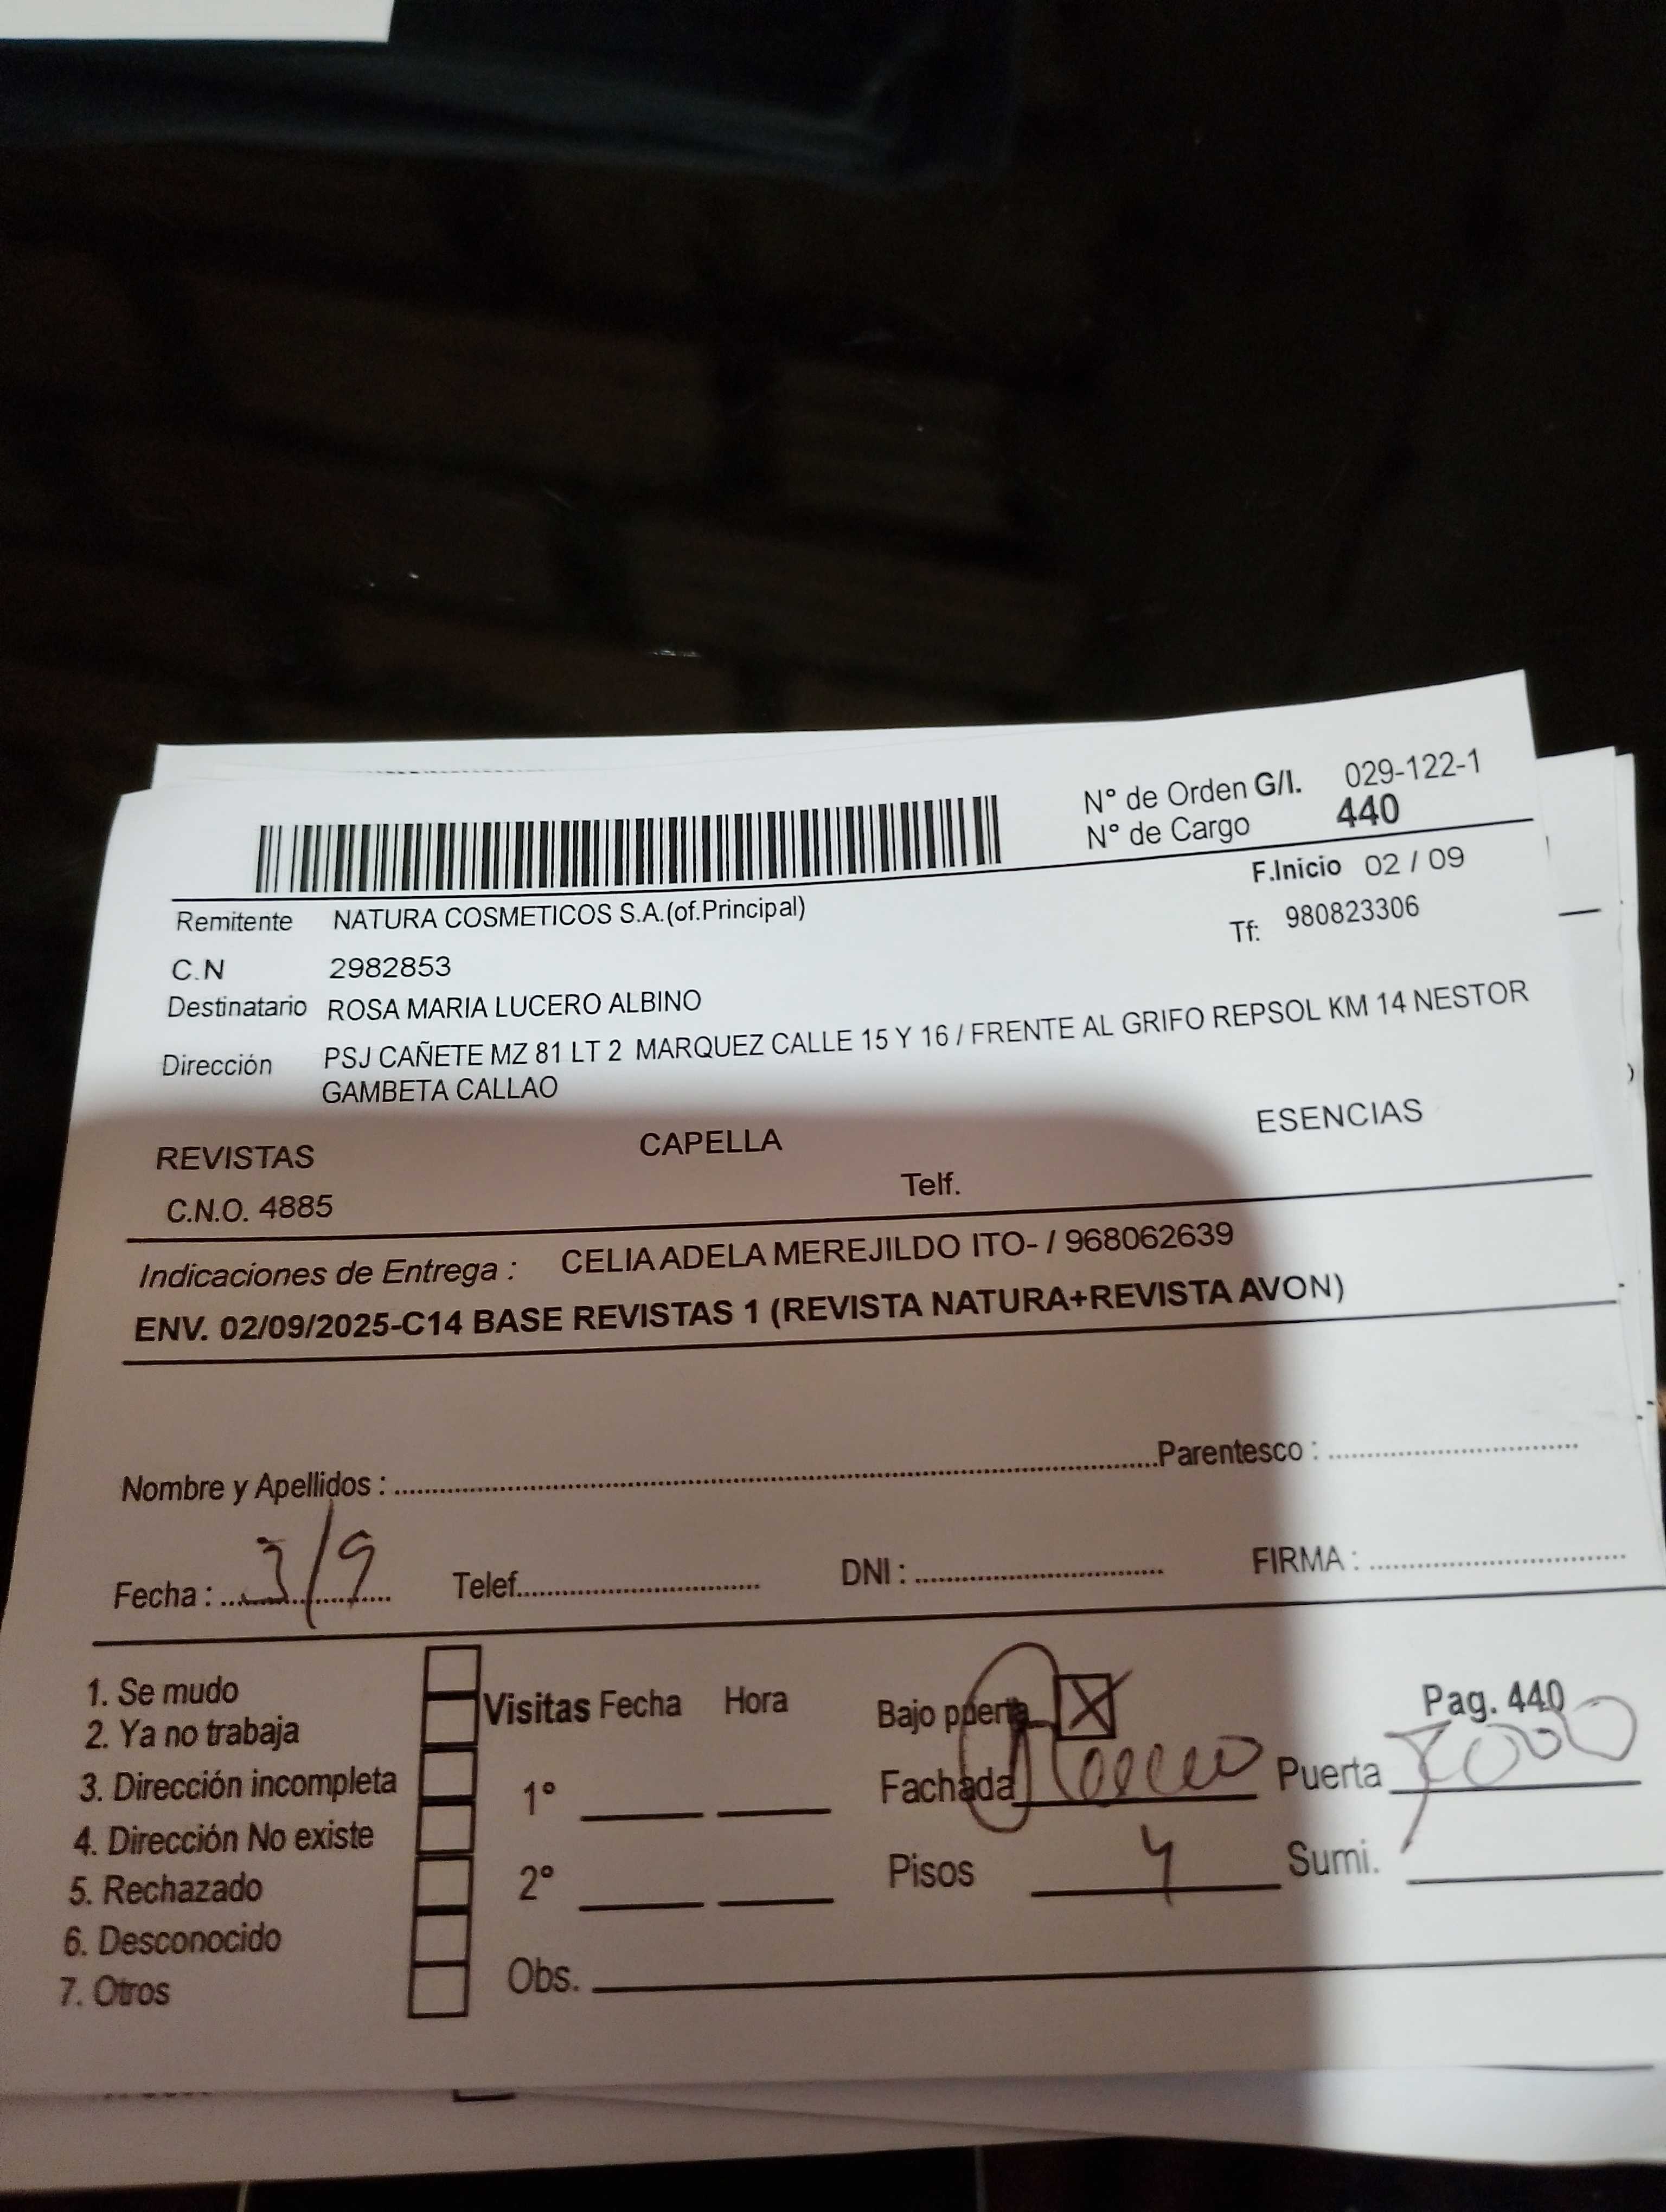 N° de Orden G/I. 029-122-1
N° de Cargo 440
F.Inicio 02 / 09
Remitente NATURA COSMETICOS S.A.(of.Principal)
Tf: 980823306
C.N 2982853
Destinatario ROSA MARIA LUCERO ALBINO
Dirección PSJ CAÑETE MZ 81 LT 2 MARQUEZ CALLE 15 Y 16 / FRENTE AL GRIFO REPSOL KM 14 NESTOR
GAMBETA CALLAO
REVISTAS CAPELLA ESENCIAS
C.N.O. 4885 Telf.
Indicaciones de Entrega : CELIA ADELA MEREJILDO ITO- / 968062639
ENV. 02/09/2025-C14 BASE REVISTAS 1 (REVISTA NATURA+REVISTA AVON)
Nombre y Apellidos : Parentesco :
Fecha : 3/9 Telef. DNI : FIRMA :
1. Se mudo
2. Ya no trabaja
3. Dirección incompleta
4. Dirección No existe
5. Rechazado
6. Desconocido
7. Otros
Visitas Fecha Hora
1°
2°
Obs.
Bajo puerta X Pag. 440
Fachada Puerta
Pisos 4 Sumi.